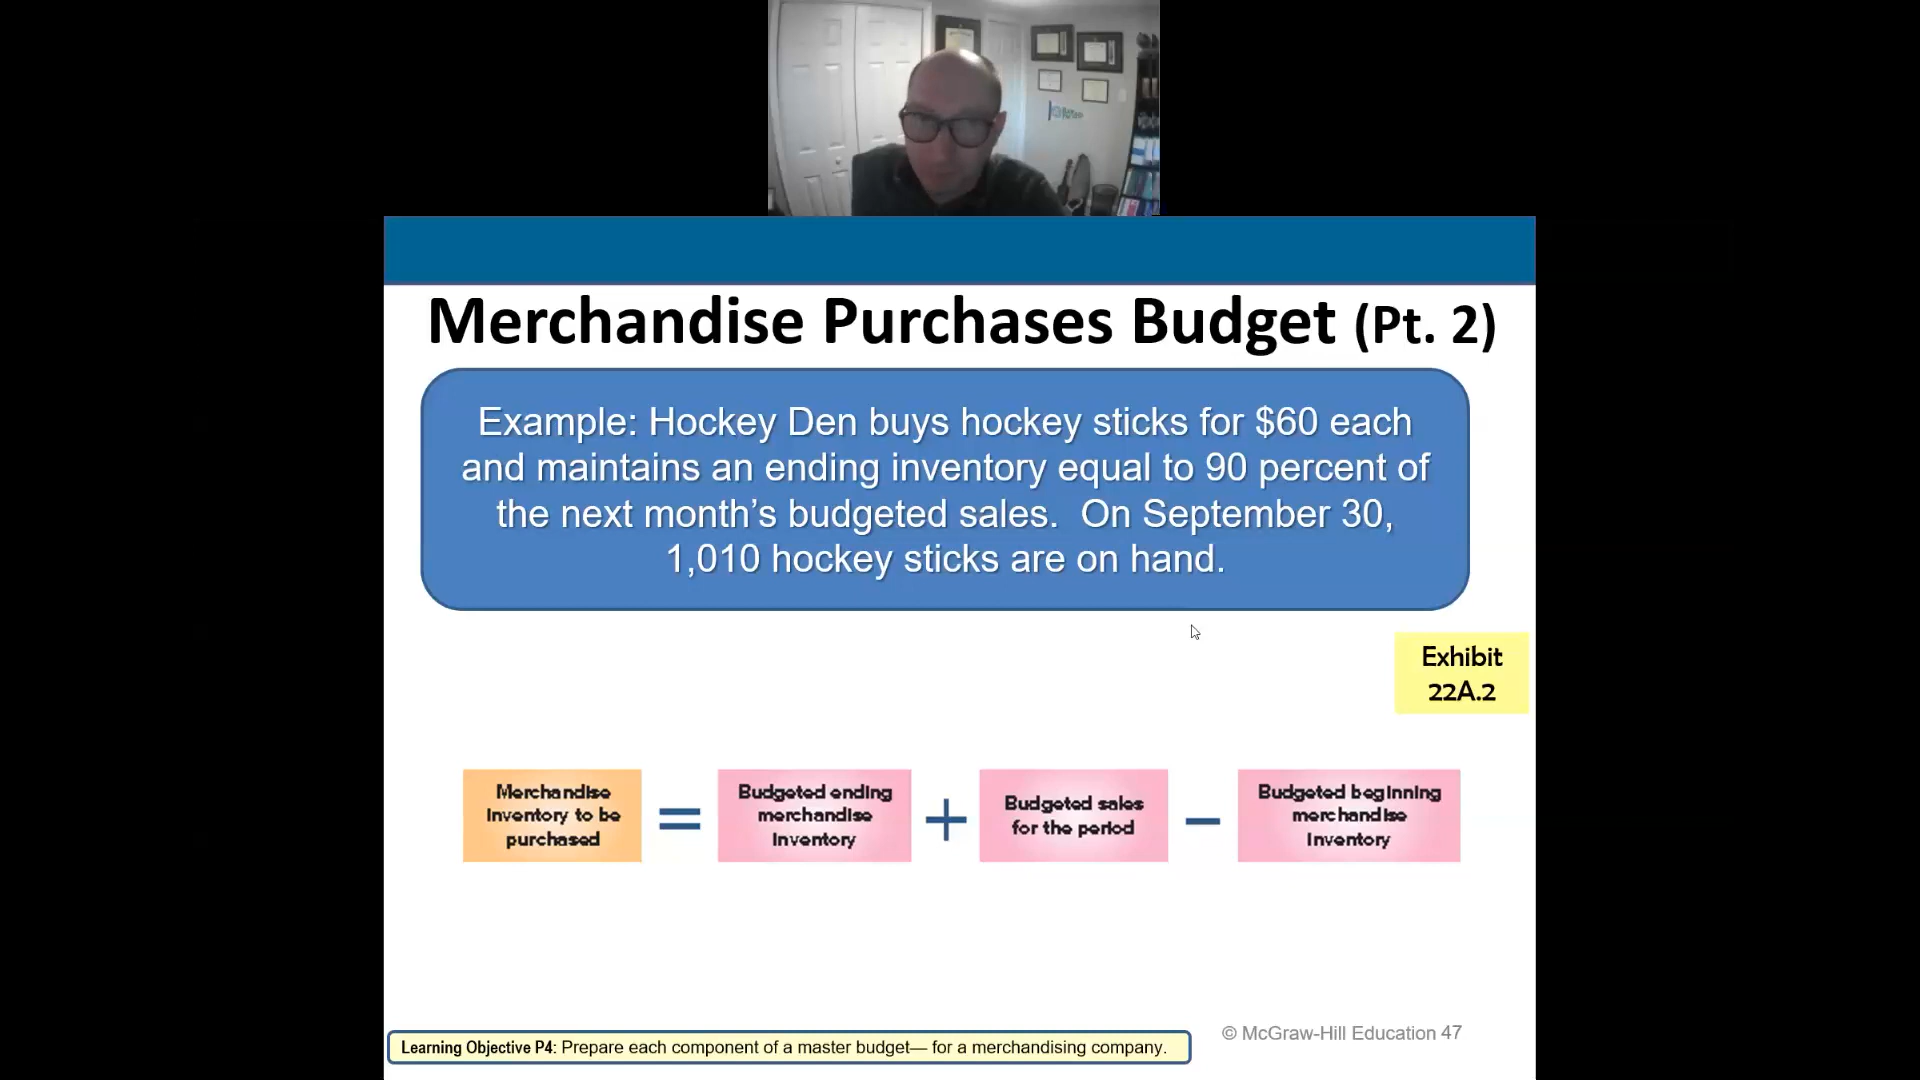 Merchandise Purchases Budget (Pt. 2)
Example: Hockey Den buys hockey sticks for $60 each
and maintains an ending inventory equal to 90 percent of
the next month's budgeted sales.  On September 30,
1,010 hockey sticks are on hand.
Exhibit
22A.2
Merchandise
inventory to be
purchased
=
Budgeted ending
merchandise
inventory
+
Budgeted sales
for the period
−
Budgeted beginning
merchandise
inventory
© McGraw-Hill Education 47
Learning Objective P4: Prepare each component of a master budget— for a merchandising company.